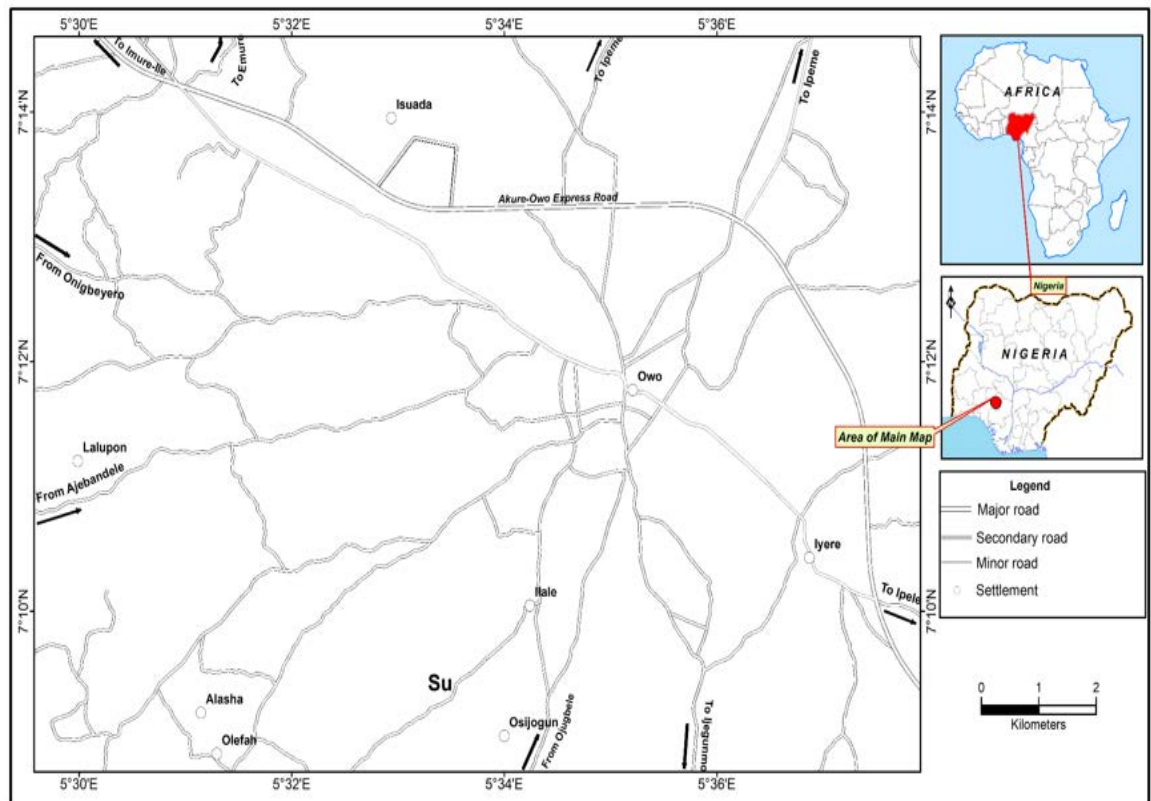 5°30'E
5°32'E
5°34'E
5°36'E
To Imure-Ile
To Emure
To Ipeme
To Ipeme
7°14'N
7°14'N
Isuada
Akure-Owo Express Road
From Onigbeyero
7°12'N
7°12'N
Owo
Lalupon
From Ajebandele
Iyere
To Ipele
7°10'N
7°10'N
Ilale
Su
Alasha
Olefah
Osijogun
From Ojugbele
To Ijegunmo
5°30'E
5°32'E
5°34'E
5°36'E
AFRICA
Nigeria
NIGERIA
Area of Main Map
Legend
Major road
Secondary road
Minor road
Settlement
0 1 2
Kilometers